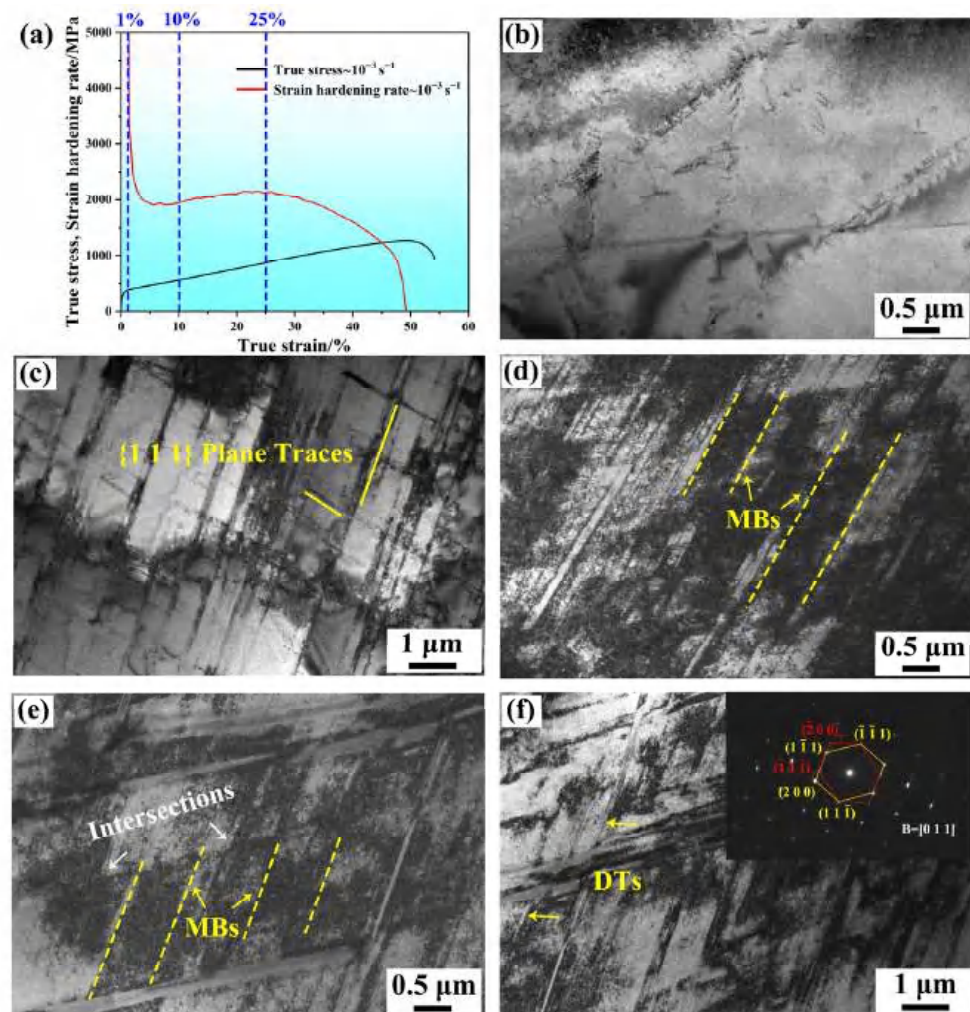 (a)
1% 10% 25%
True stress, Strain hardening rate/MPa
5000
4000
3000
2000
1000
0
True stress~10⁻³ s⁻¹
Strain hardening rate~10⁻³ s⁻¹
0 10 20 30 40 50 60
True strain/%
(b)
0.5 μm
(c)
{1 1 1} Plane Traces
1 μm
(d)
MBs
0.5 μm
(e)
Intersections
MBs
0.5 μm
(f)
DTs
(1 1̄ 1)
(2 0 0)
(1 1 1̄)
(1̄ 1̄ 1)
B=[0 1 1]
1 μm